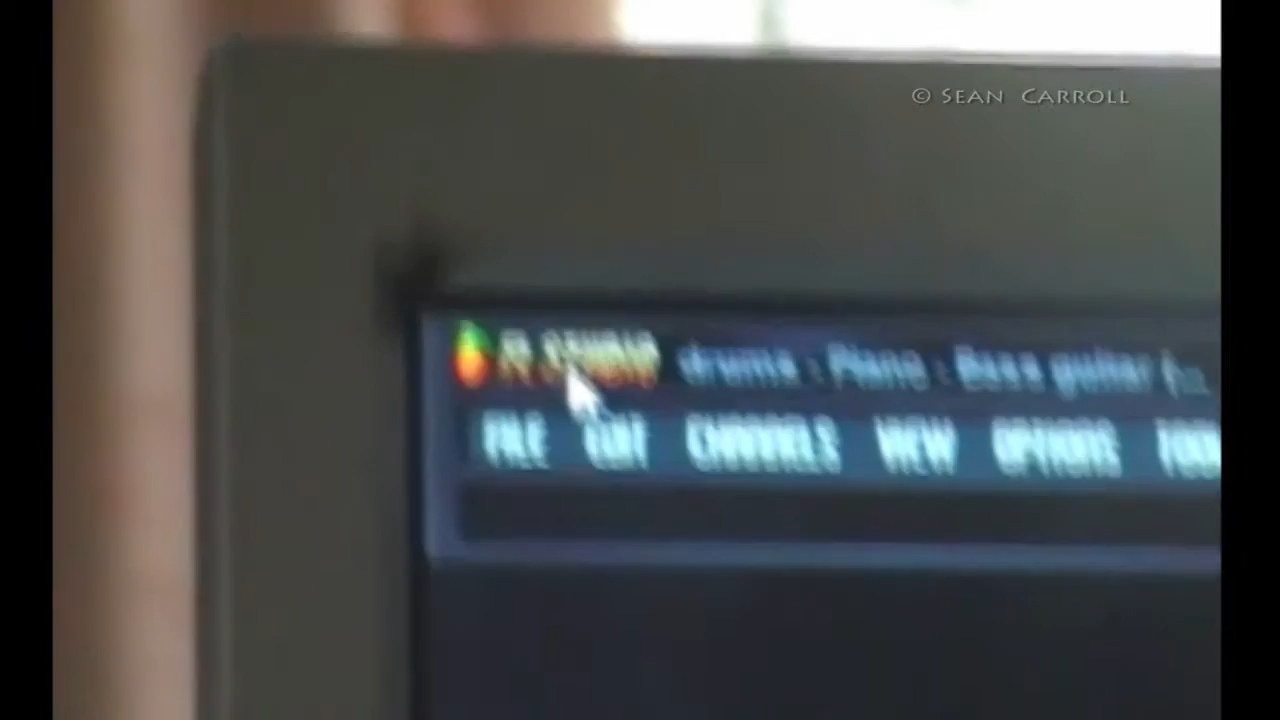 © SEAN CARROLL
FL STUDIO drums - Piano - Bass guitar (...
FILE EDIT CHANNELS VIEW OPTIONS